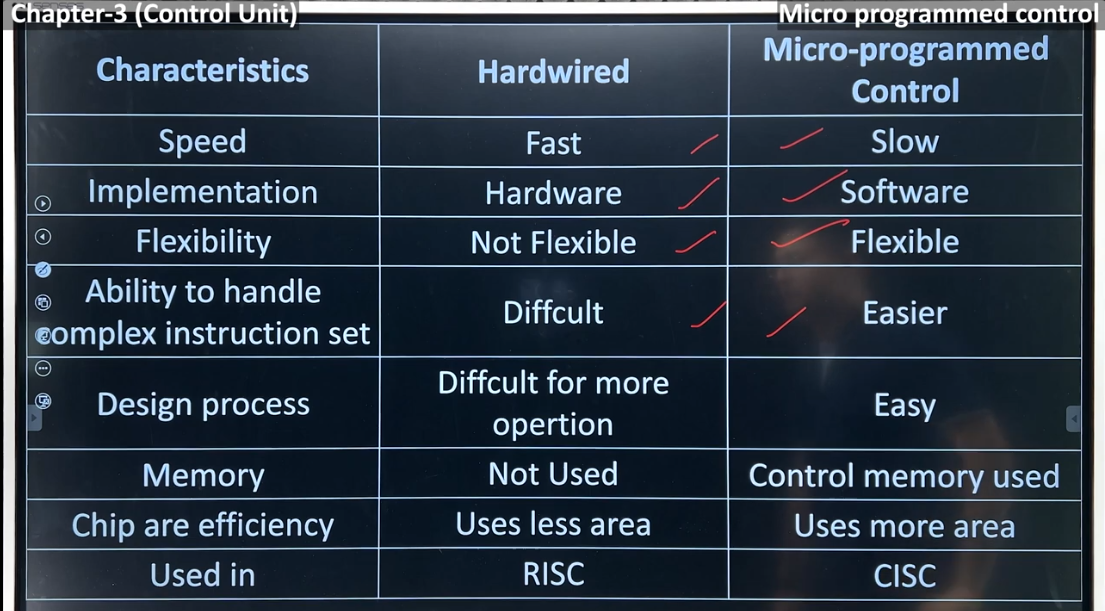 Chapter-3 (Control Unit)
Micro programmed control
Characteristics
Hardwired
Micro-programmed
Control
Speed
Fast
Slow
Implementation
Hardware
Software
Flexibility
Not Flexible
Flexible
Ability to handle
complex instruction set
Diffcult
Easier
Design process
Diffcult for more
opertion
Easy
Memory
Not Used
Control memory used
Chip are efficiency
Uses less area
Uses more area
Used in
RISC
CISC